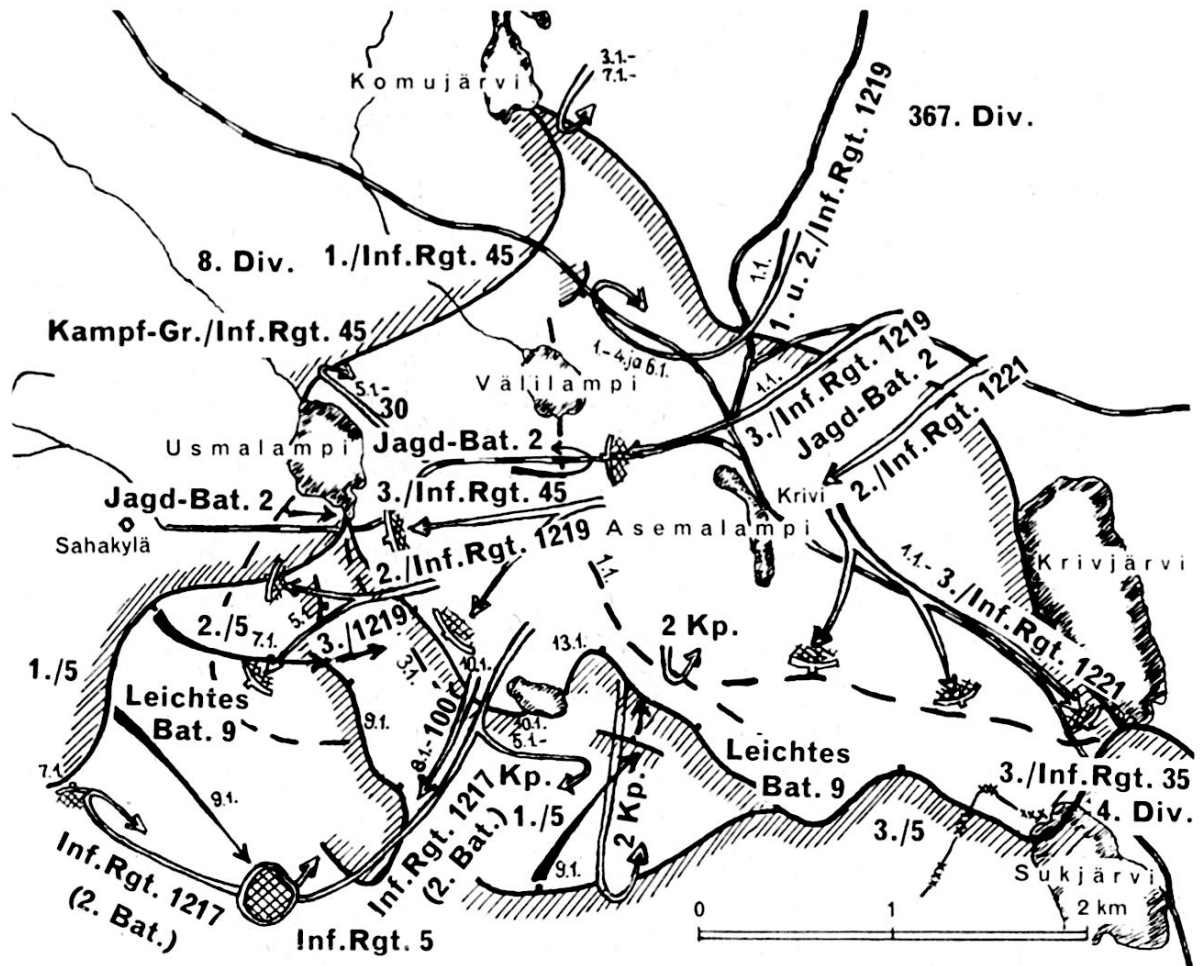 Komujärvi
3.1.-
7.1.-
367. Div.
1. u. 2./Inf.Rgt. 1219
1.1.
8. Div.
1./Inf.Rgt. 45
Kampf-Gr./Inf.Rgt. 45
1.-4.ja 6.1.
5.1.-
30
Välilampi
1.1.-
3./Inf.Rgt. 1219
Jagd-Bat. 2
2./Inf.Rgt. 1221
Usmalampi
Jagd-Bat. 2
Jagd-Bat. 2
3./Inf.Rgt. 45
Krivi
Asemalampi
Sahakylä
2./Inf.Rgt. 1219
1.1.
1.1.-
3./Inf.Rgt. 1221
Krivjärvi
5.1.-
2./5
7.1.
3./1219
3.1.
10.1.
13.1.
2 Kp.
1./5
Leichtes
Bat. 9
9.1.
8.1.-
100
10.1.
5.1.-
Kp.
Leichtes
Bat. 9
3./Inf.Rgt. 35
4. Div.
7.1.
9.1.
Inf.Rgt. 1217
(2. Bat.)
1./5
2 Kp.
9.1.
3./5
Inf.Rgt. 1217
(2. Bat.)
Inf.Rgt. 5
Sukjärvi
0 1 2 km